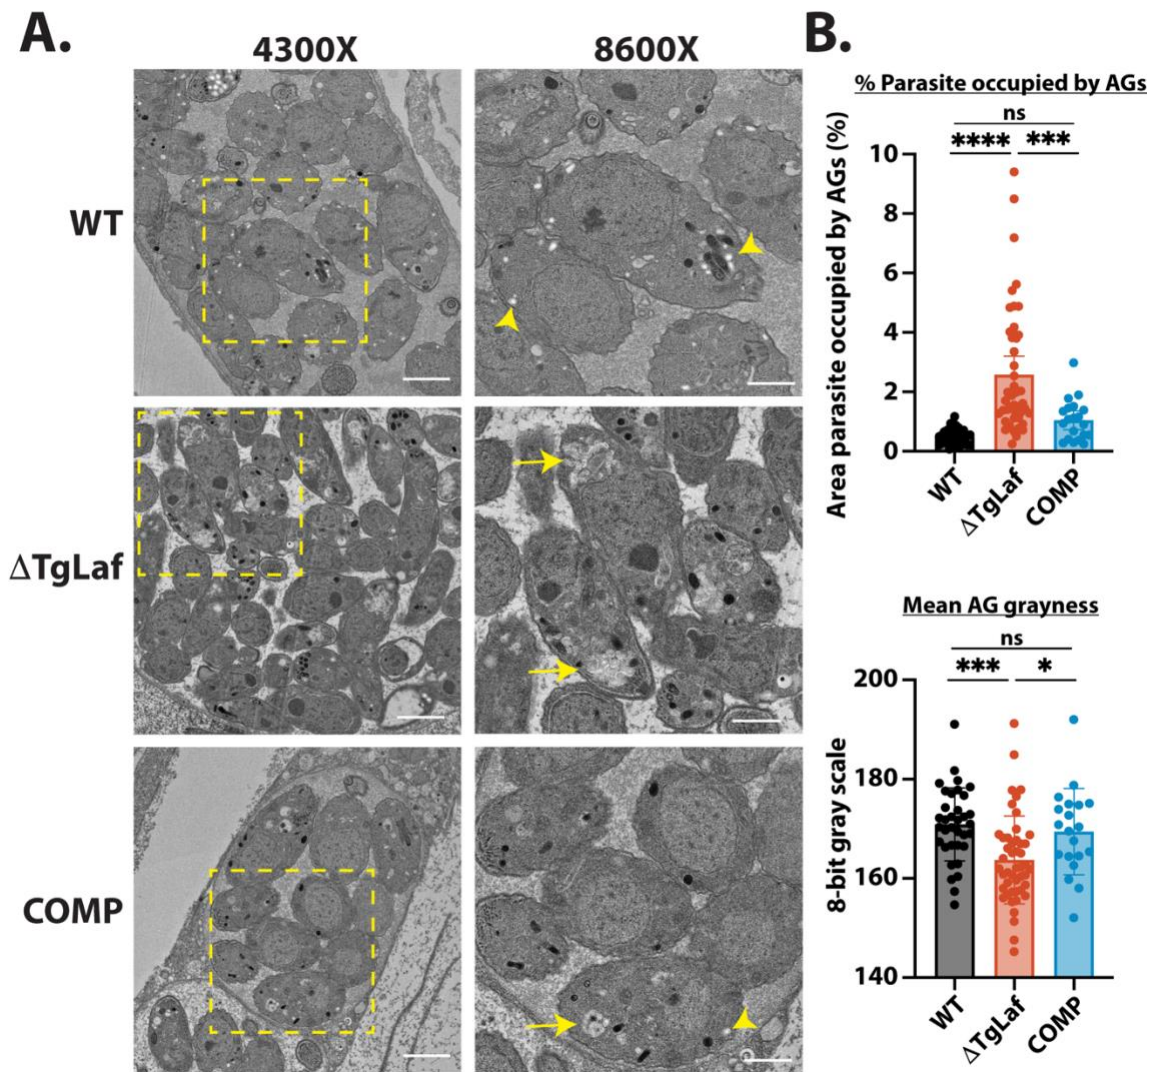 A.
4300X
8600X
WT
ΔTgLaf
COMP
B.
% Parasite occupied by AGs
ns
**** ***
Area parasite occupied by AGs (%)
10
8
6
4
2
0
WT
ΔTgLaf
COMP
Mean AG grayness
ns
*** *
8-bit gray scale
200
180
160
140
WT
ΔTgLaf
COMP